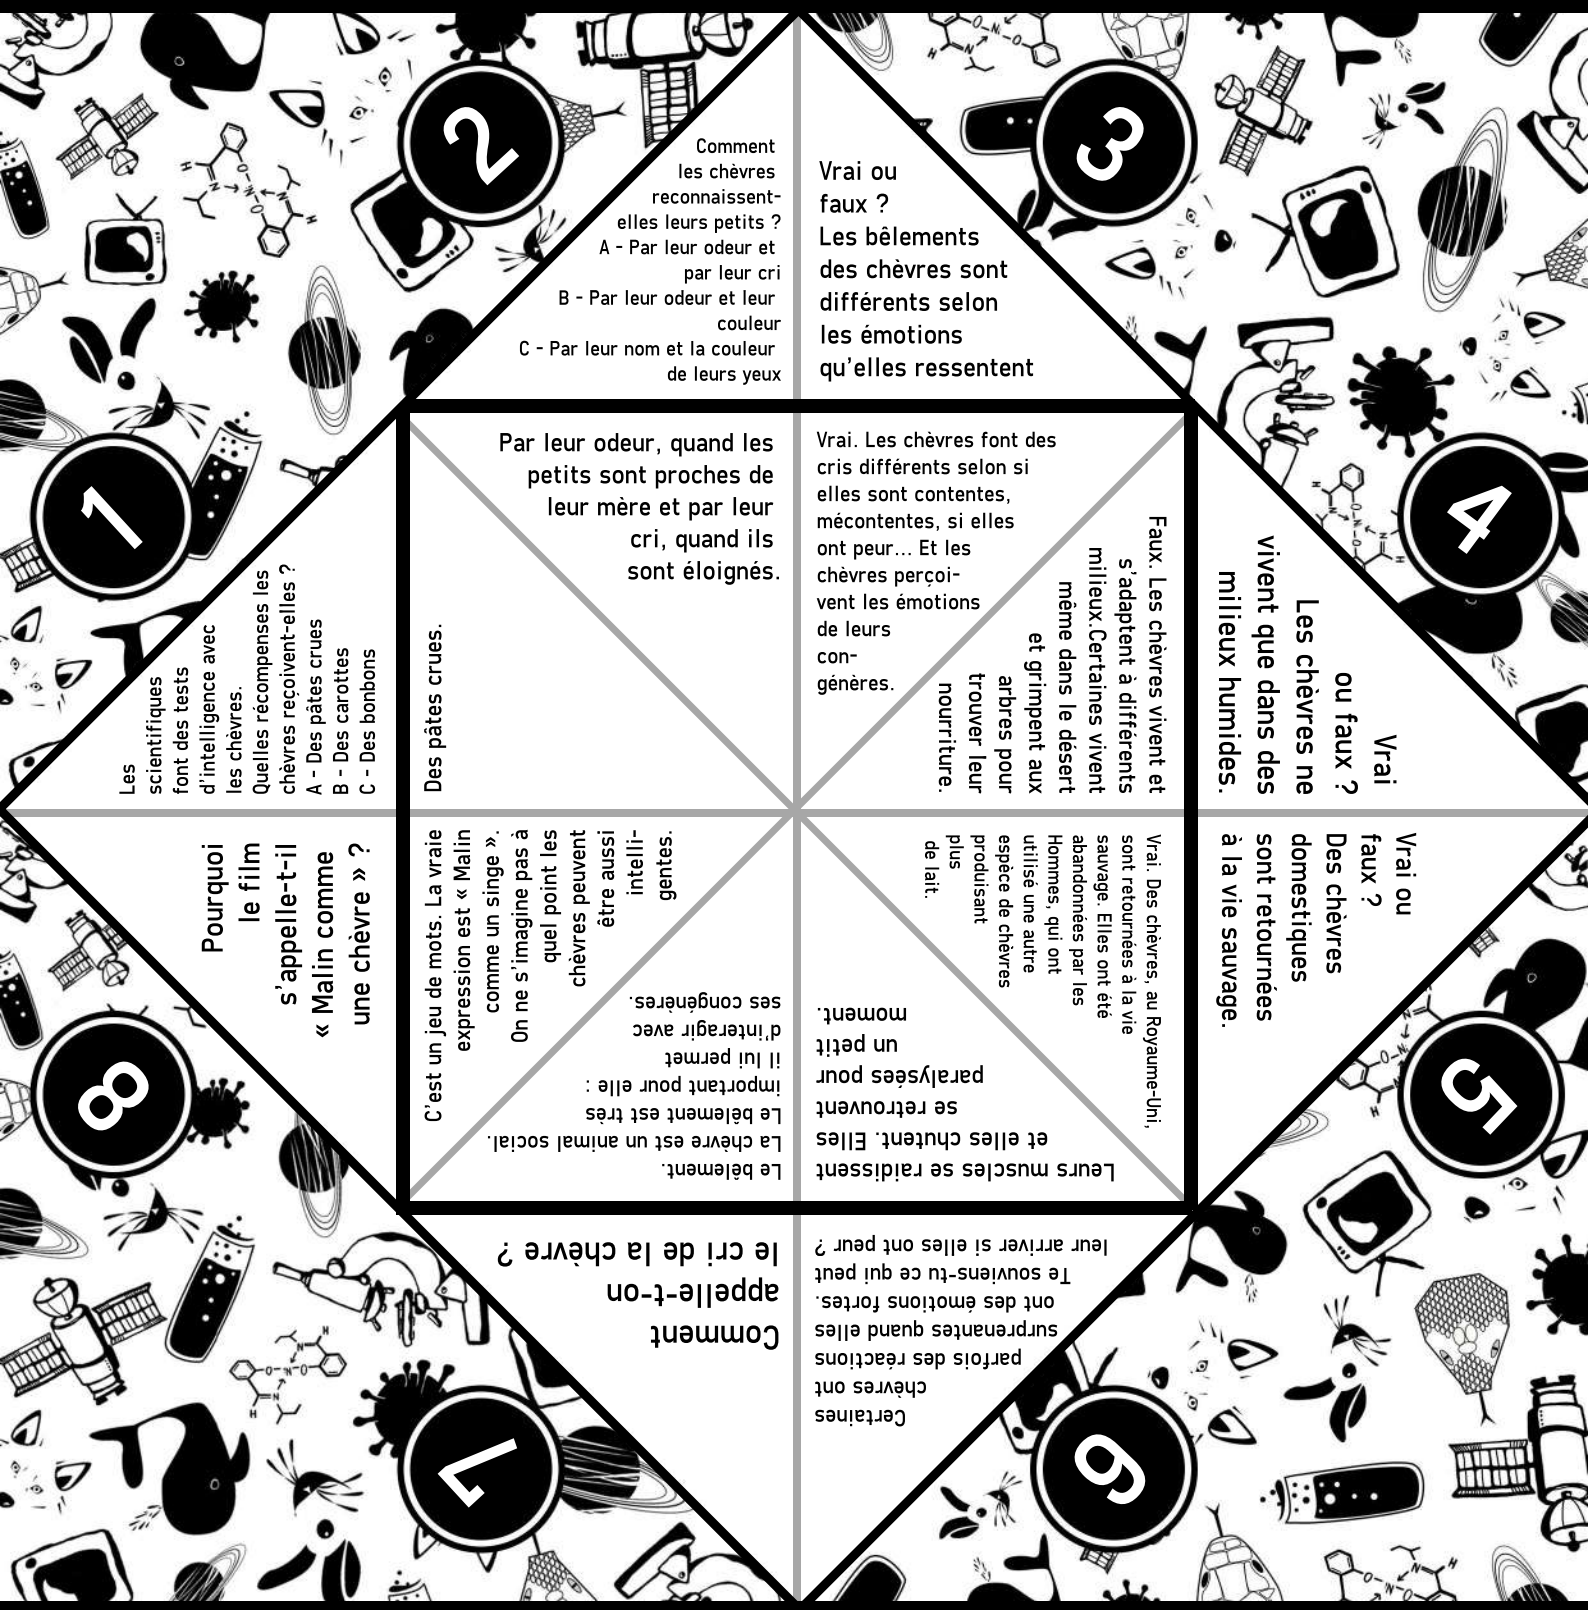 1
Les
scientifiques
font des tests
d'intelligence avec
les chèvres.
Quelles récompenses les
chèvres reçoivent-elles ?
A - Des pâtes crues
B - Des carottes
C - Des bonbons
Des pâtes crues.
2
Comment
les chèvres
reconnaissent-
elles leurs petits ?
A - Par leur odeur et
par leur cri
B - Par leur odeur et leur
couleur
C - Par leur nom et la couleur
de leurs yeux
Par leur odeur, quand les
petits sont proches de
leur mère et par leur
cri, quand ils
sont éloignés.
3
Vrai ou
faux ?
Les bêlements
des chèvres sont
différents selon
les émotions
qu'elles ressentent
Vrai. Les chèvres font des
cris différents selon si
elles sont contentes,
mécontentes, si elles
ont peur... Et les
chèvres perçoi-
vent les émotions
de leurs
con-
génères.
4
Vrai
ou faux ?
Les chèvres ne
vivent que dans des
milieux humides.
Faux. Les chèvres vivent et
s'adaptent à différents
milieux.Certaines vivent
même dans le désert
et grimpent aux
arbres pour
trouver leur
nourriture.
5
Vrai ou
faux ?
Des chèvres
domestiques
sont retournées
à la vie sauvage.
Vrai. Des chèvres, au Royaume-Uni,
sont retournées à la vie
sauvage. Elles ont été
abandonnées par les
Hommes, qui ont
utilisé une autre
espèce de chèvres
produisant
plus
de lait.
6
Certaines
chèvres ont
parfois des réactions
surprenantes quand elles
ont des émotions fortes.
Te souviens-tu ce qui peut
leur arriver si elles ont peur ?
Leurs muscles se raidissent
et elles chutent. Elles
se retrouvent
paralysées pour
un petit
moment.
7
Comment
appelle-t-on
le cri de la chèvre ?
Le bêlement.
La chèvre est un animal social.
Le bêlement est très
important pour elle :
il lui permet
d'interagir avec
ses congénères.
8
Pourquoi
le film
s'appelle-t-il
« Malin comme
une chèvre » ?
C'est un jeu de mots. La vraie
expression est « Malin
comme un singe ».
On ne s'imagine pas à
quel point les
chèvres peuvent
être aussi
intelli-
gentes.